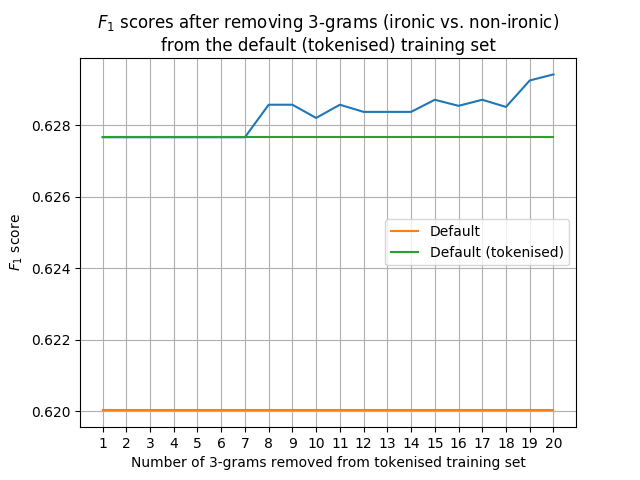 F1 scores after removing 3-grams (ironic vs. non-ironic)
from the default (tokenised) training set
F1 score
0.628
0.626
0.624
0.622
0.620
Default
Default (tokenised)
1 2 3 4 5 6 7 8 9 10 11 12 13 14 15 16 17 18 19 20
Number of 3-grams removed from tokenised training set